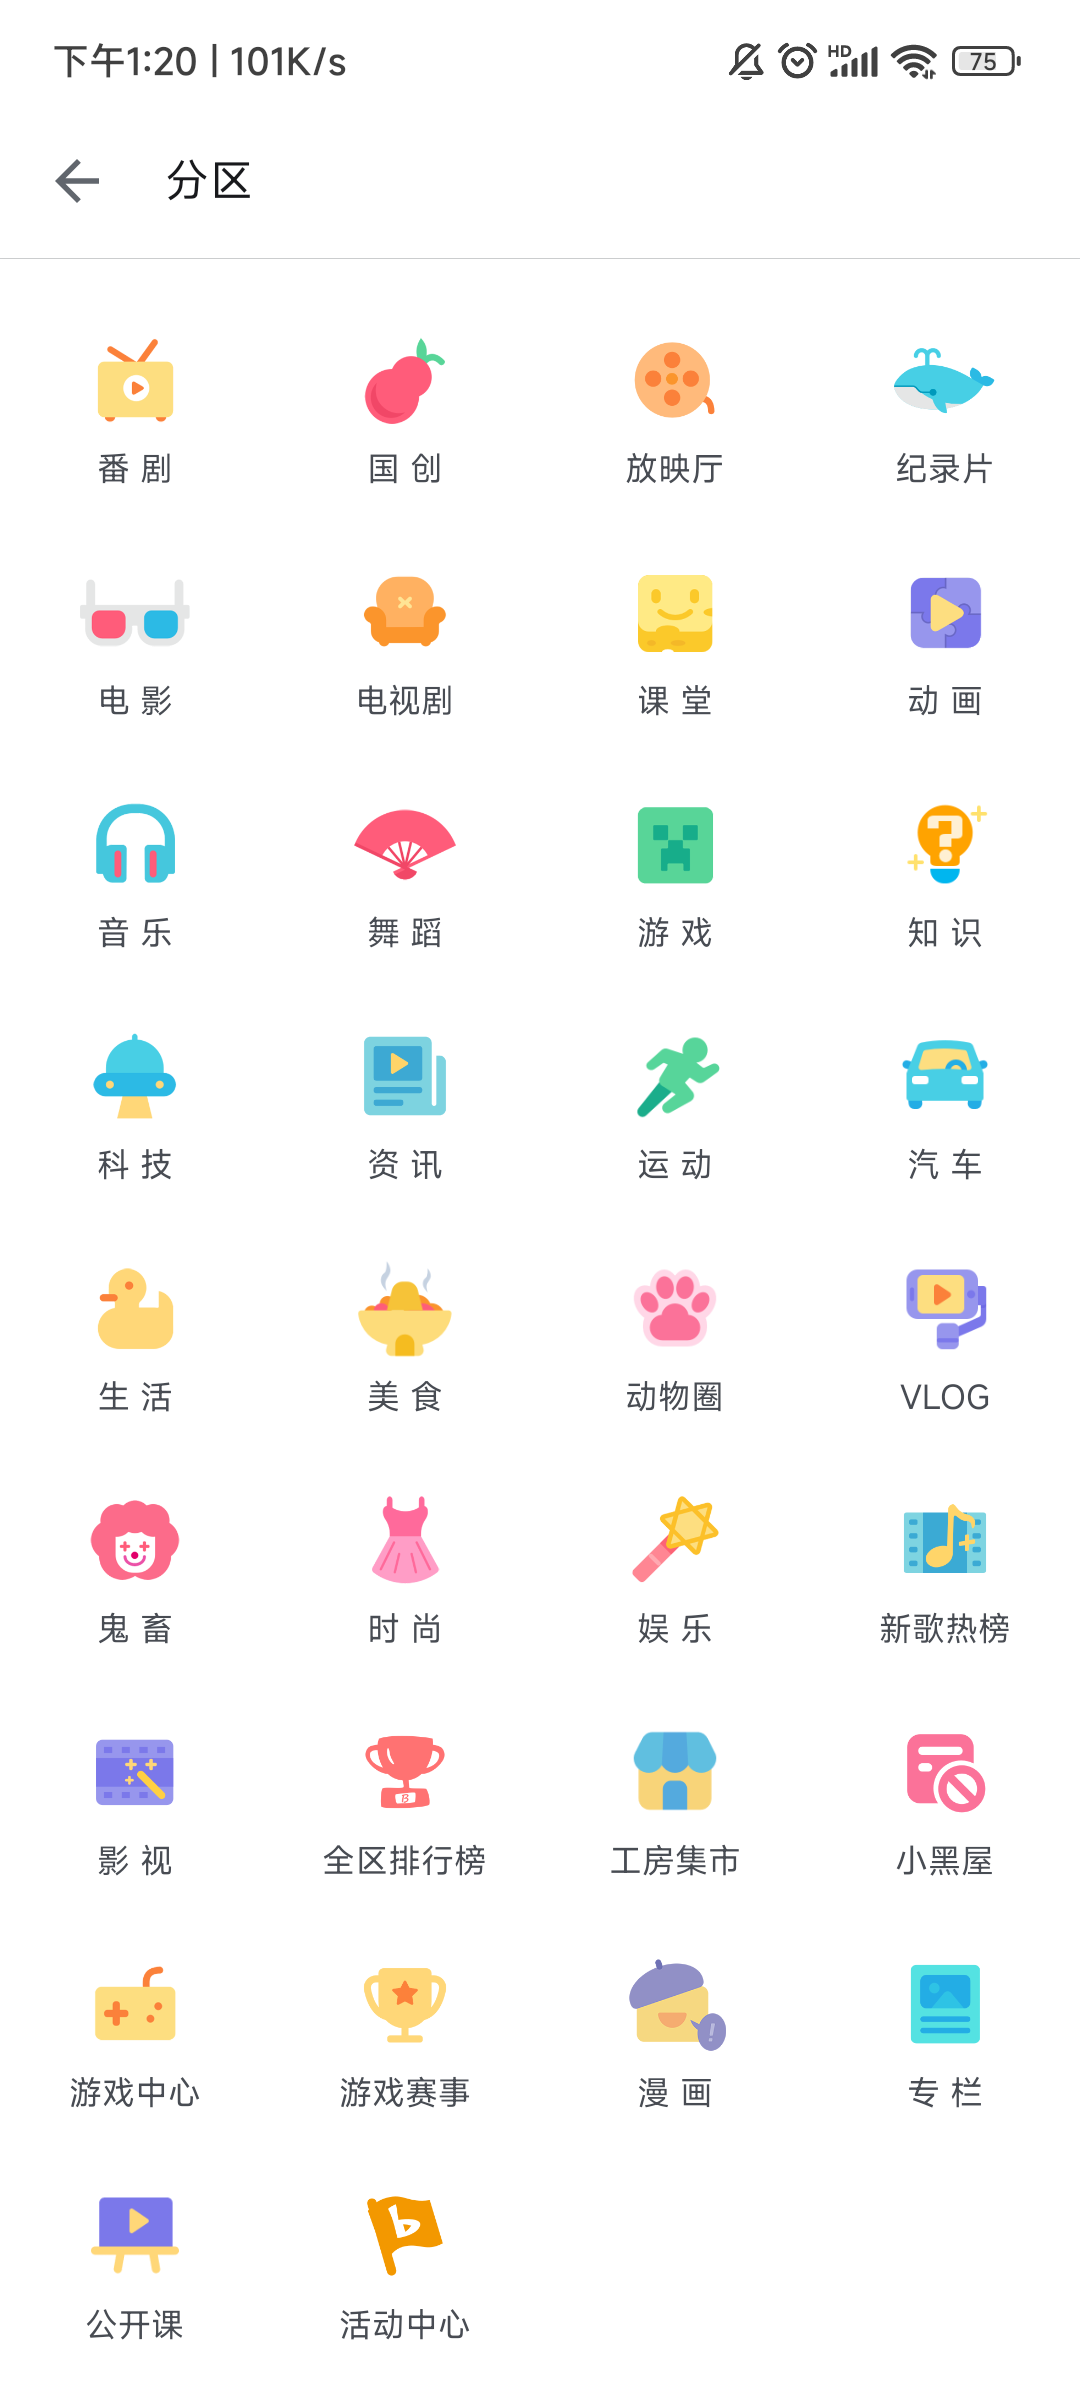 下午1:20 | 101K/s HD 75
分区
番剧 国创 放映厅 纪录片
电影 电视剧 课堂 动画
音乐 舞蹈 游戏 知识
科技 资讯 运动 汽车
生活 美食 动物圈 VLOG
鬼畜 时尚 娱乐 新歌热榜
影视 全区排行榜 工房集市 小黑屋
游戏中心 游戏赛事 漫画 专栏
公开课 活动中心